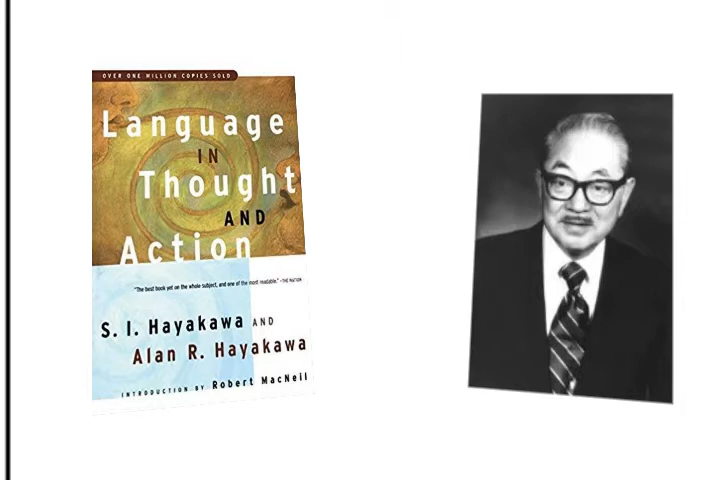 OVER ONE MILLION COPIES SOLD
Language
IN
Thought
AND
Action
"The best book yet on the whole subject, and one of the most readable." -THE NATION
S. I. Hayakawa AND
Alan R. Hayakawa
INTRODUCTION BY Robert MacNeil